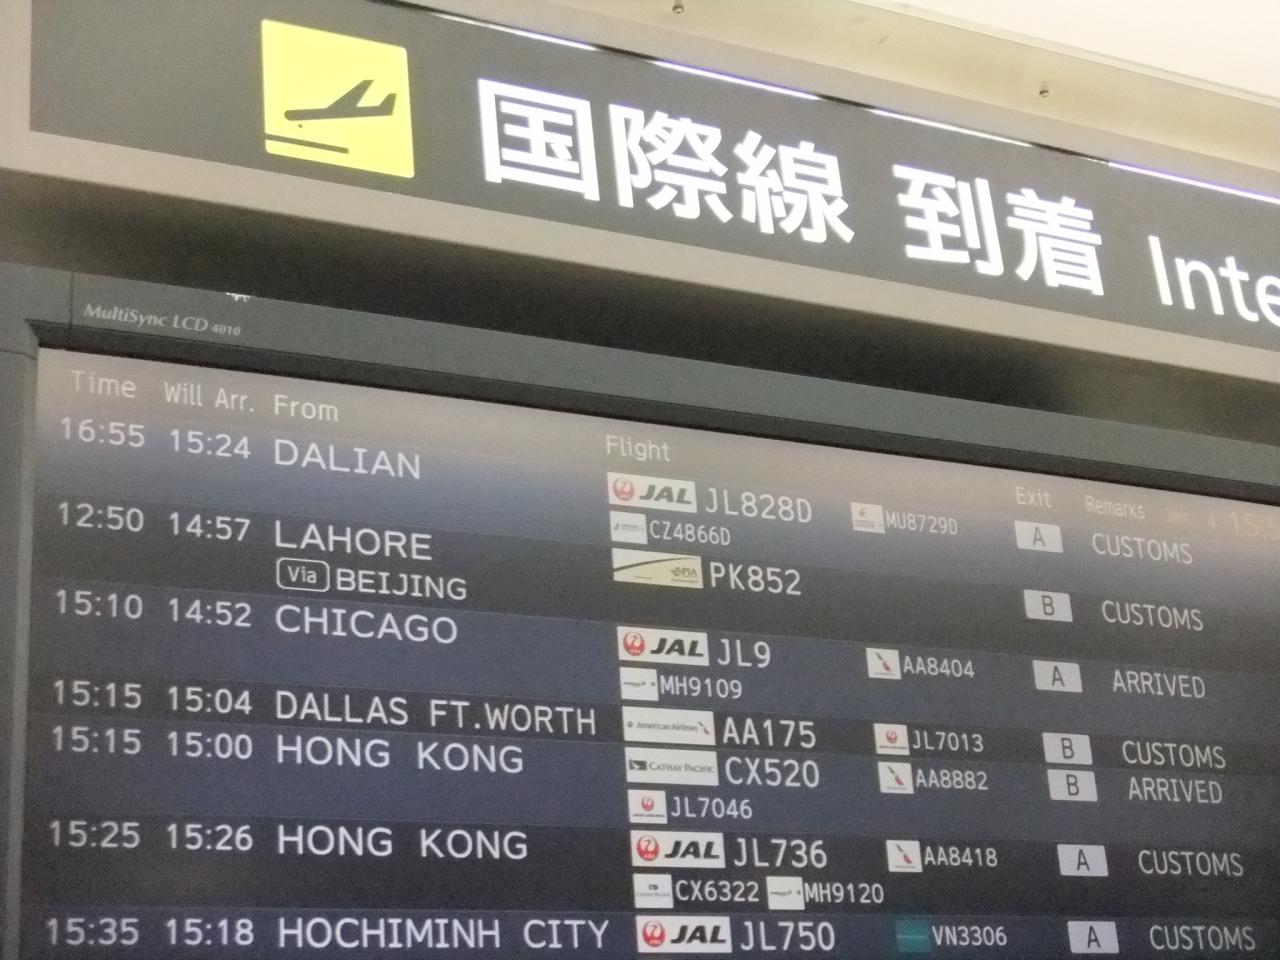 国際線 到着 Inte
MultiSync LCD 4010
Time Will Arr. From Flight Exit Remarks
16:55 15:24 DALIAN JAL JL828D MU8729D A CUSTOMS
CZ4866D
12:50 14:57 LAHORE PIA PK852 B CUSTOMS
Via BEIJING
15:10 14:52 CHICAGO JAL JL9 AA8404 A ARRIVED
MH9109
15:15 15:04 DALLAS FT.WORTH American Airlines AA175 JL7013 B CUSTOMS
15:15 15:00 HONG KONG CATHAY PACIFIC CX520 AA8882 B ARRIVED
JL7046
15:25 15:26 HONG KONG JAL JL736 AA8418 A CUSTOMS
CX6322 MH9120
15:35 15:18 HOCHIMINH CITY JAL JL750 VN3306 A CUSTOMS